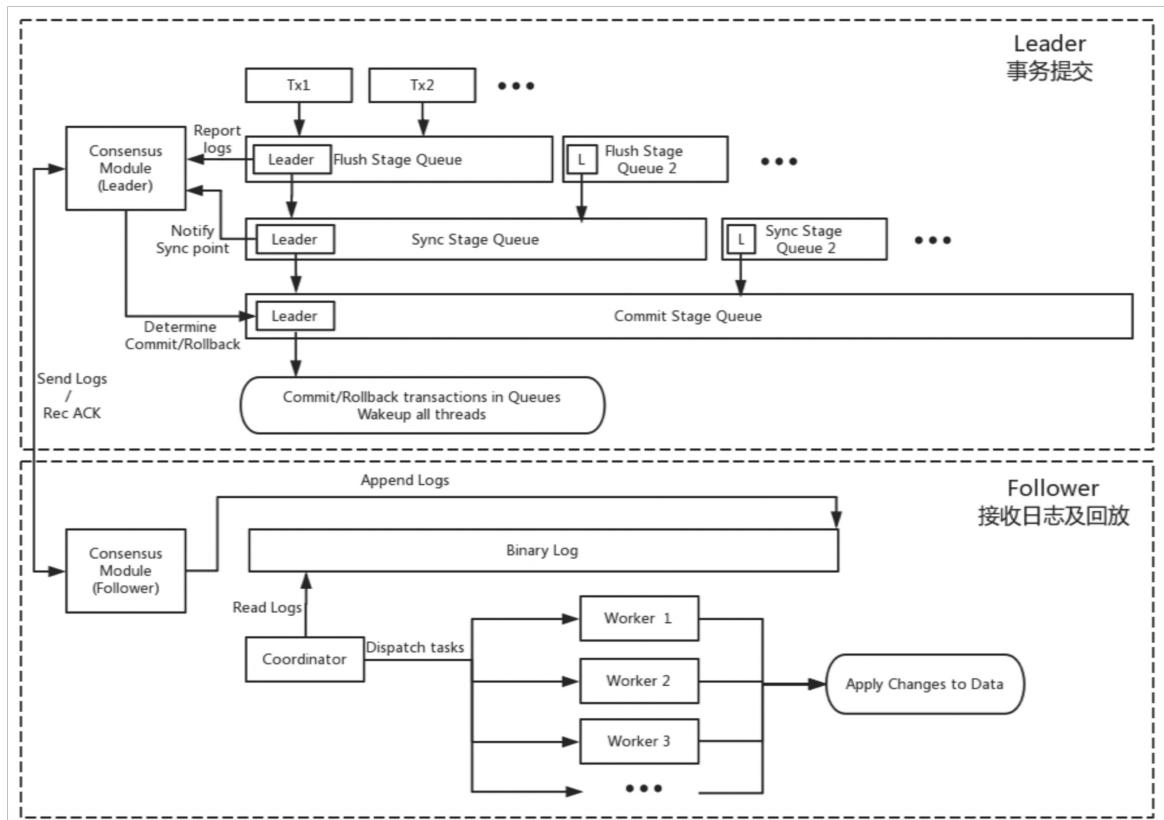 Leader
事务提交
Tx1
Tx2
•••
Report
logs
Consensus
Module
(Leader)
Leader
Flush Stage Queue
L
Flush Stage
Queue 2
•••
Notify
Sync point
Leader
Sync Stage Queue
L
Sync Stage
Queue 2
•••
Leader
Commit Stage Queue
Determine
Commit/Rollback
Send Logs
/
Rec ACK
Commit/Rollback transactions in Queues
Wakeup all threads
Follower
接收日志及回放
Append Logs
Consensus
Module
(Follower)
Binary Log
Read Logs
Coordinator
Dispatch tasks
Worker 1
Worker 2
Worker 3
•••
Apply Changes to Data